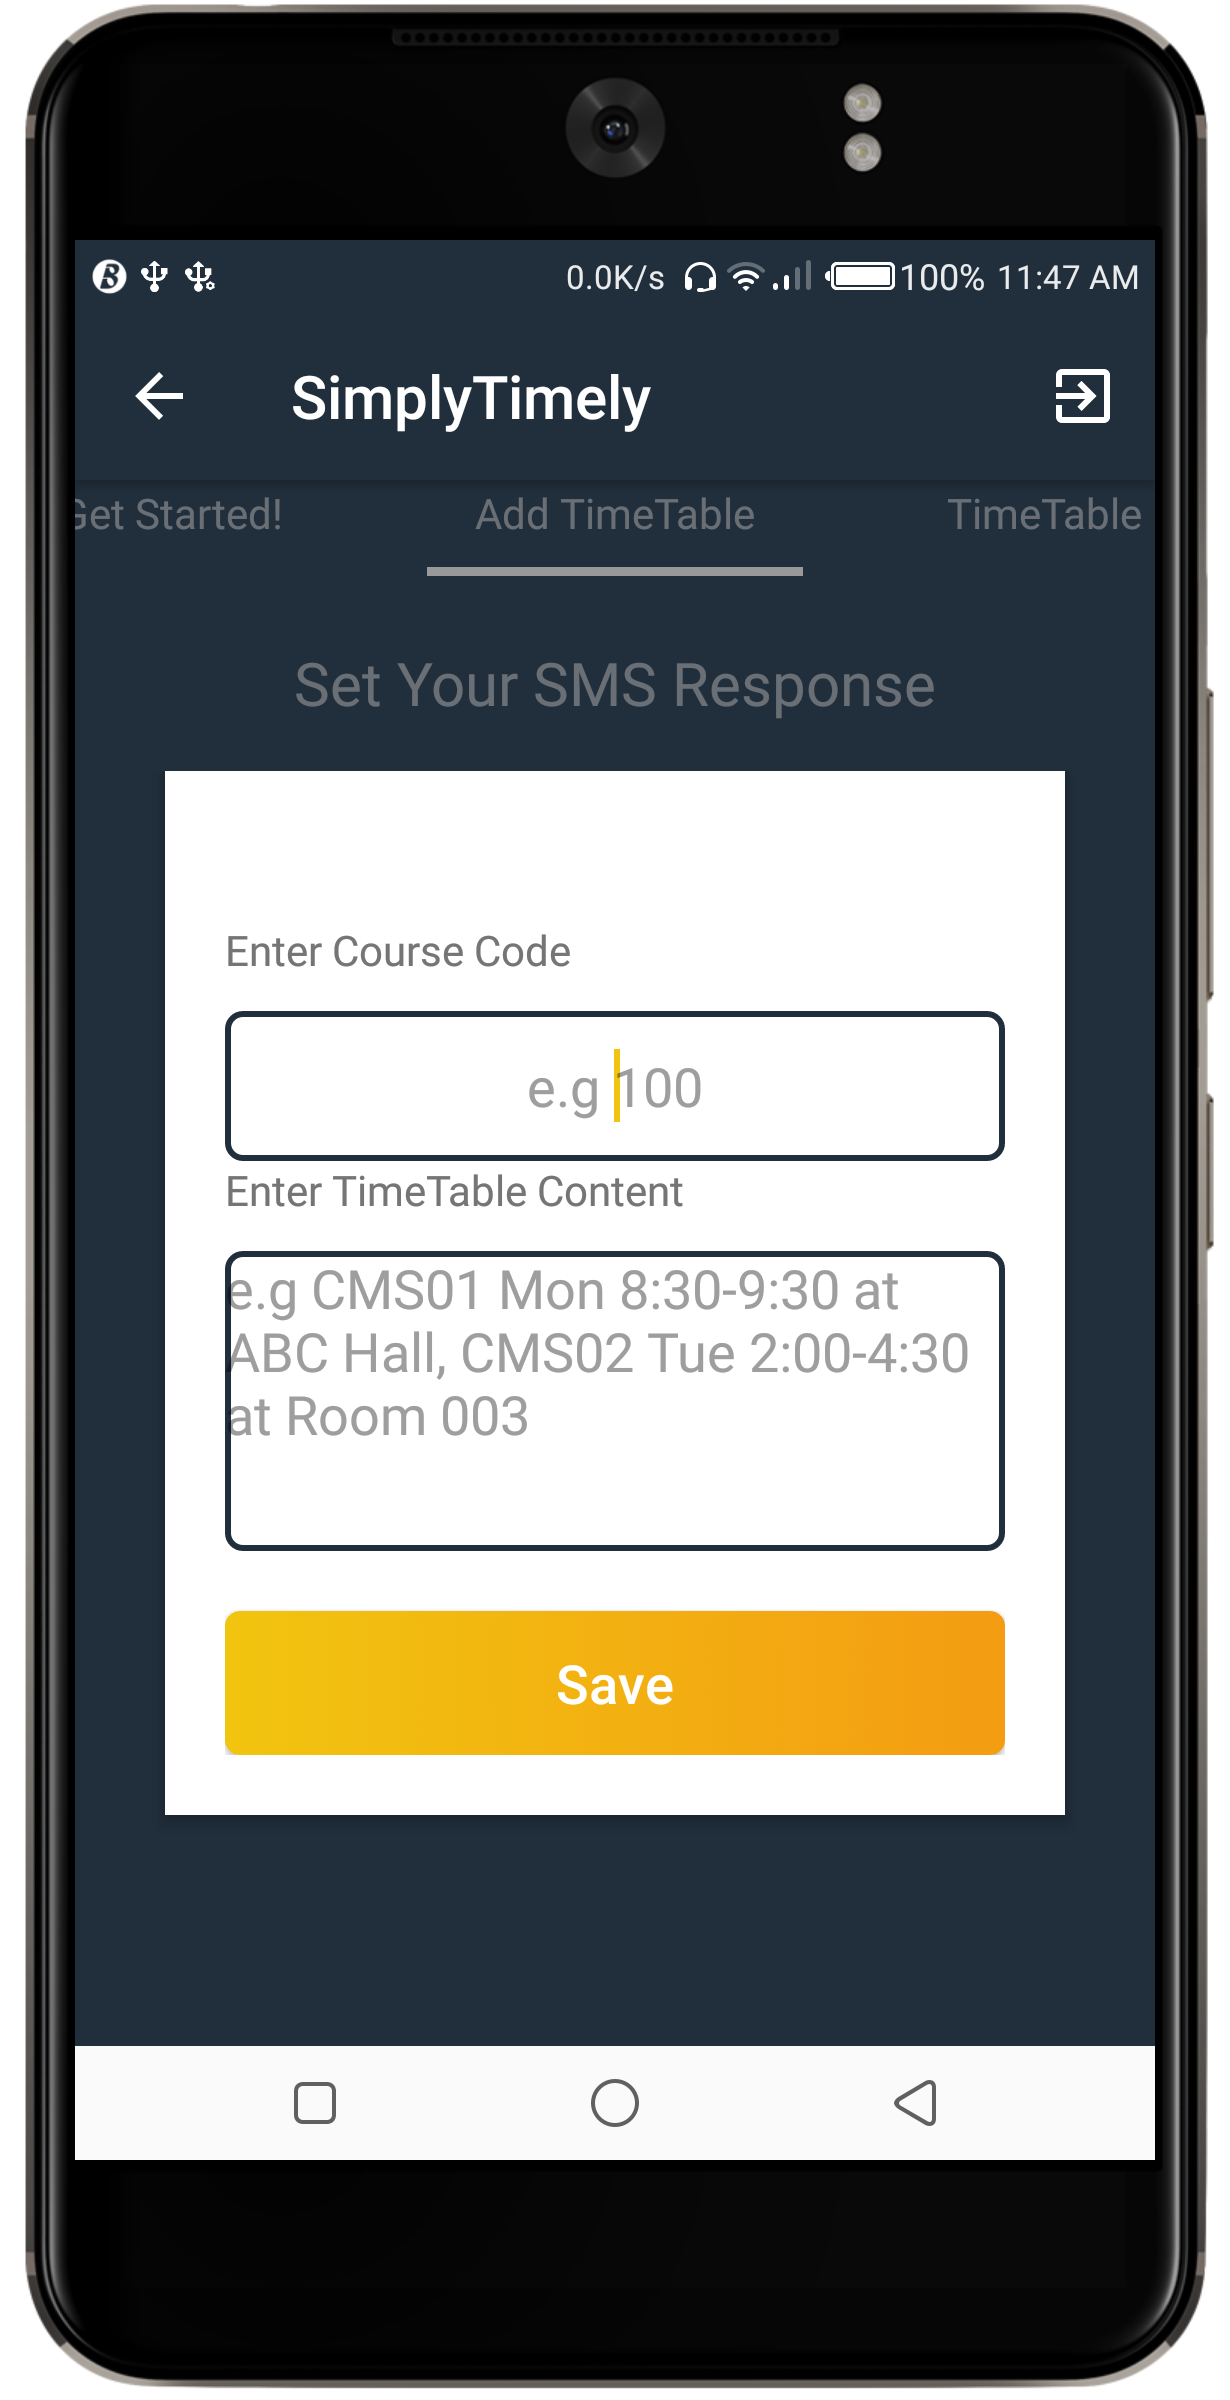 0.0K/s 100% 11:47 AM
SimplyTimely
Get Started! Add TimeTable TimeTable
Set Your SMS Response
Enter Course Code
e.g 100
Enter TimeTable Content
e.g CMS01 Mon 8:30-9:30 at
ABC Hall, CMS02 Tue 2:00-4:30
at Room 003
Save